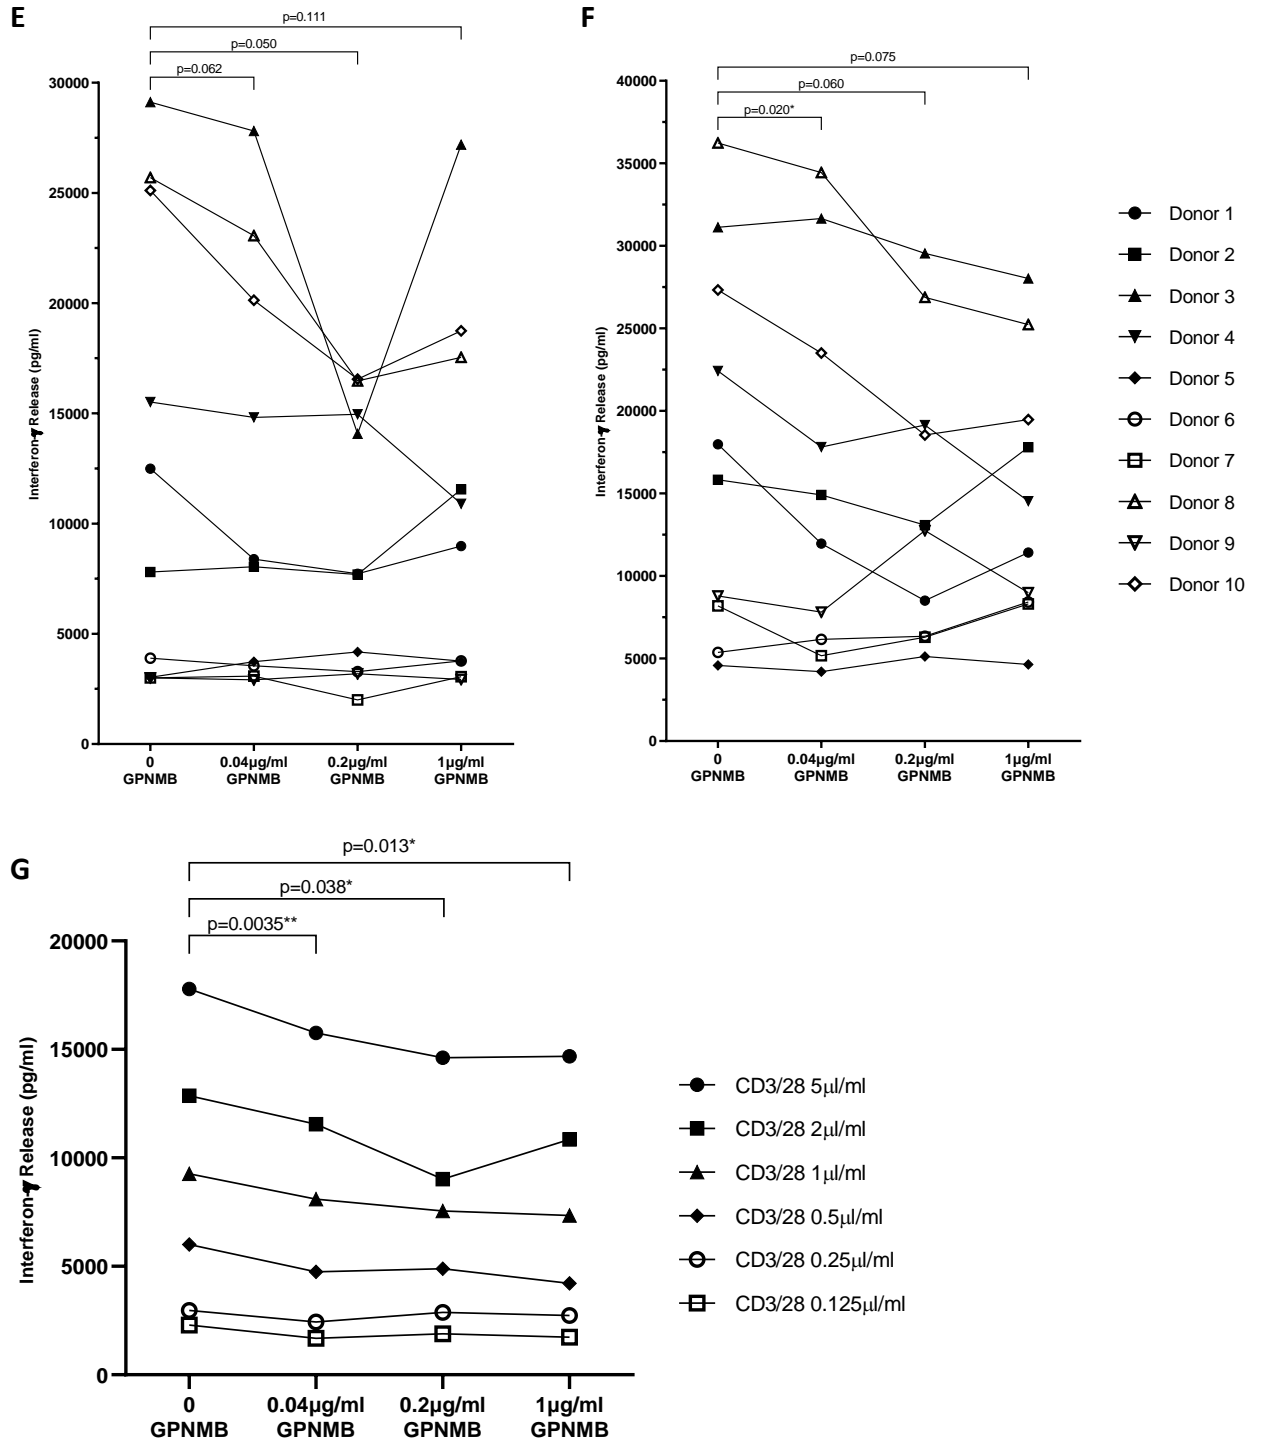 E
p=0.111
p=0.050
p=0.062
30000
25000
20000
15000
10000
5000
0
Interferon-γ Release (pg/ml)
0
GPNMB
0.04µg/ml
GPNMB
0.2µg/ml
GPNMB
1µg/ml
GPNMB
F
p=0.075
p=0.060
p=0.020*
40000
35000
30000
25000
20000
15000
10000
5000
0
Interferon-γ Release (pg/ml)
0
GPNMB
0.04µg/ml
GPNMB
0.2µg/ml
GPNMB
1µg/ml
GPNMB
Donor 1
Donor 2
Donor 3
Donor 4
Donor 5
Donor 6
Donor 7
Donor 8
Donor 9
Donor 10
G
p=0.013*
p=0.038*
p=0.0035**
20000
15000
10000
5000
0
Interferon-γ Release (pg/ml)
0
GPNMB
0.04µg/ml
GPNMB
0.2µg/ml
GPNMB
1µg/ml
GPNMB
CD3/28 5µl/ml
CD3/28 2µl/ml
CD3/28 1µl/ml
CD3/28 0.5µl/ml
CD3/28 0.25µl/ml
CD3/28 0.125µl/ml